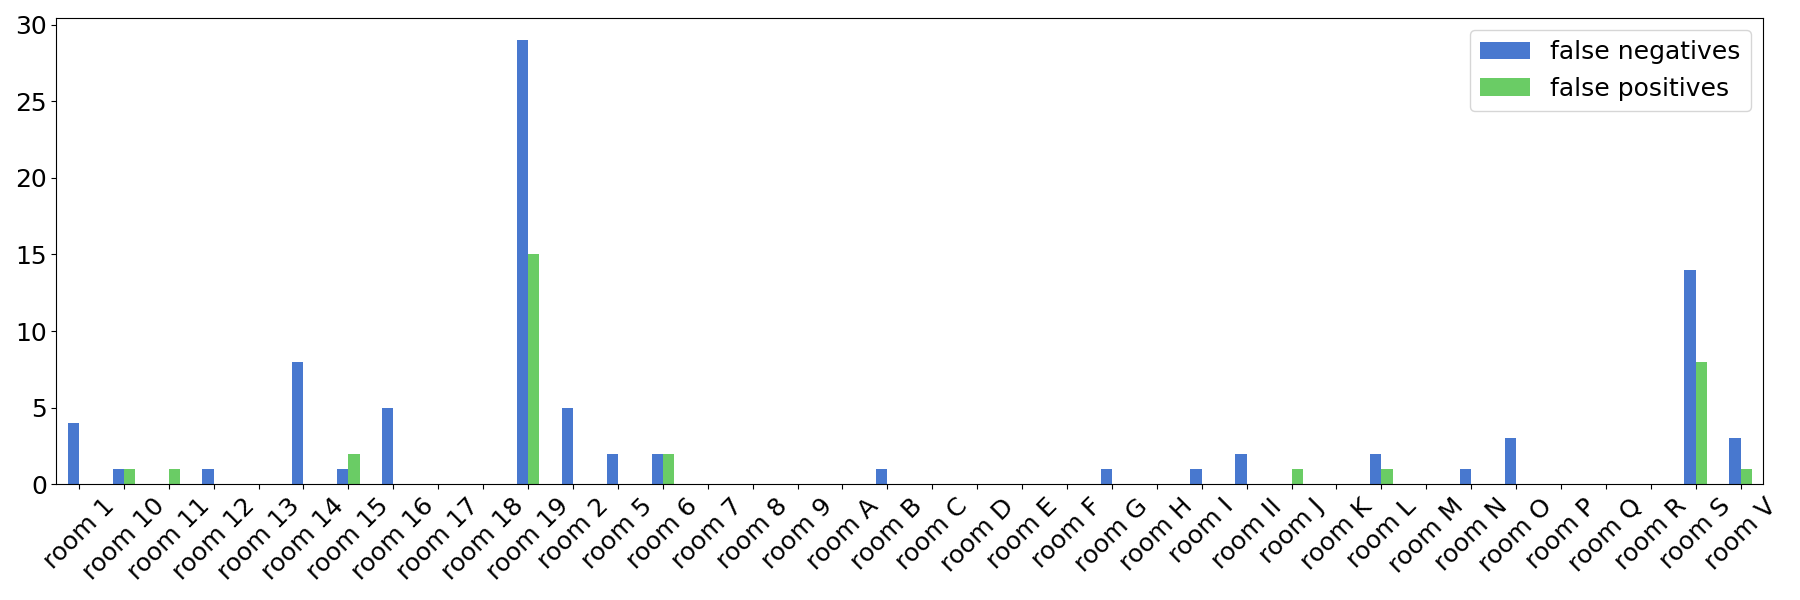 30
25
20
15
10
5
0
false negatives
false positives
room 1
room 10
room 11
room 12
room 13
room 14
room 15
room 16
room 17
room 18
room 19
room 2
room 5
room 6
room 7
room 8
room 9
room A
room B
room C
room D
room E
room F
room G
room H
room I
room II
room J
room K
room L
room M
room N
room O
room P
room Q
room R
room S
room V